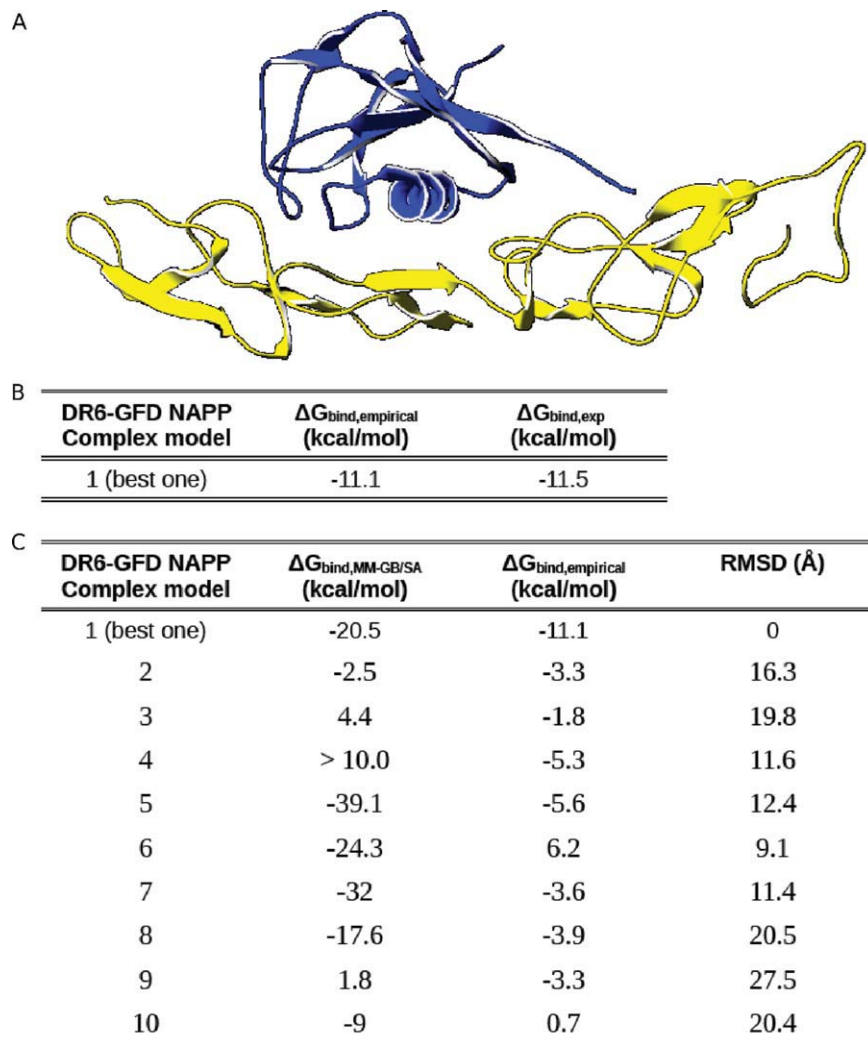 A
B
DR6-GFD NAPP Complex model ΔGbind,empirical (kcal/mol) ΔGbind,exp (kcal/mol)
1 (best one) -11.1 -11.5
C
DR6-GFD NAPP Complex model ΔGbind,MM-GB/SA (kcal/mol) ΔGbind,empirical (kcal/mol) RMSD (Å)
1 (best one) -20.5 -11.1 0
2 -2.5 -3.3 16.3
3 4.4 -1.8 19.8
4 > 10.0 -5.3 11.6
5 -39.1 -5.6 12.4
6 -24.3 6.2 9.1
7 -32 -3.6 11.4
8 -17.6 -3.9 20.5
9 1.8 -3.3 27.5
10 -9 0.7 20.4